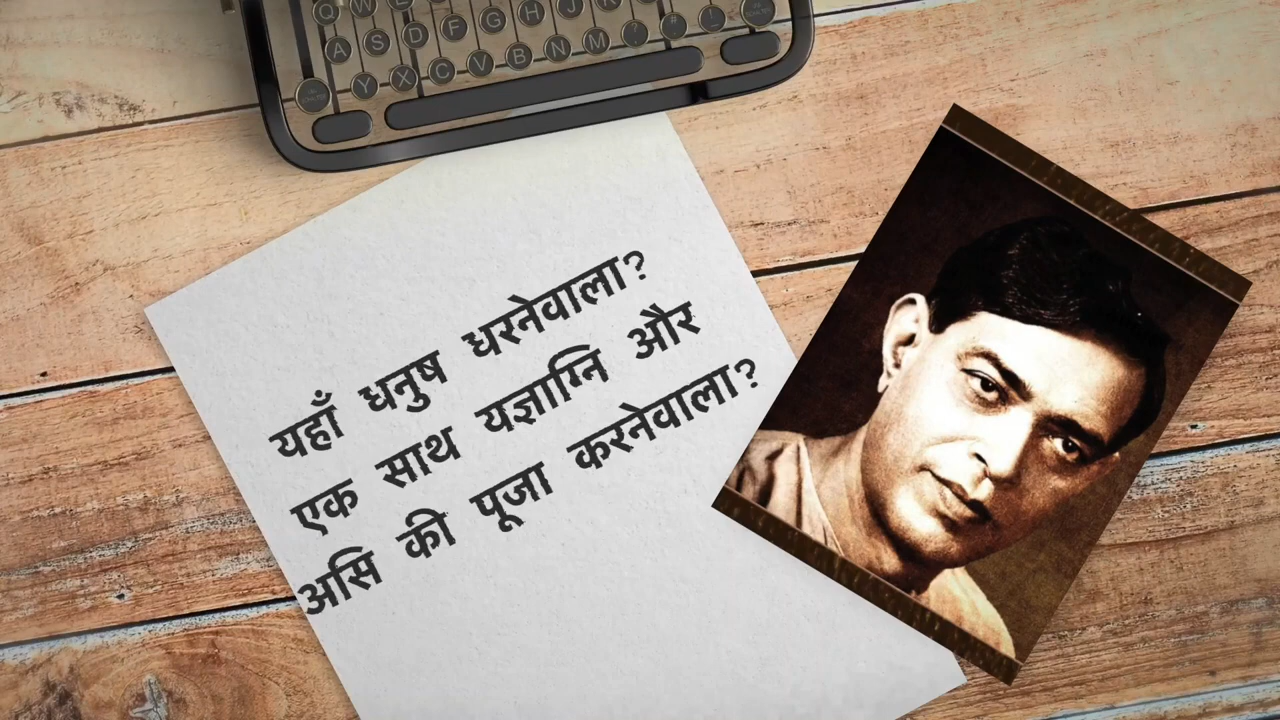 Q W E
A S D F G H J K
Y X C V B N M ? # !
यहाँ धनुष धरनेवाला?
एक साथ यज्ञाग्नि और
असि की पूजा करनेवाला?